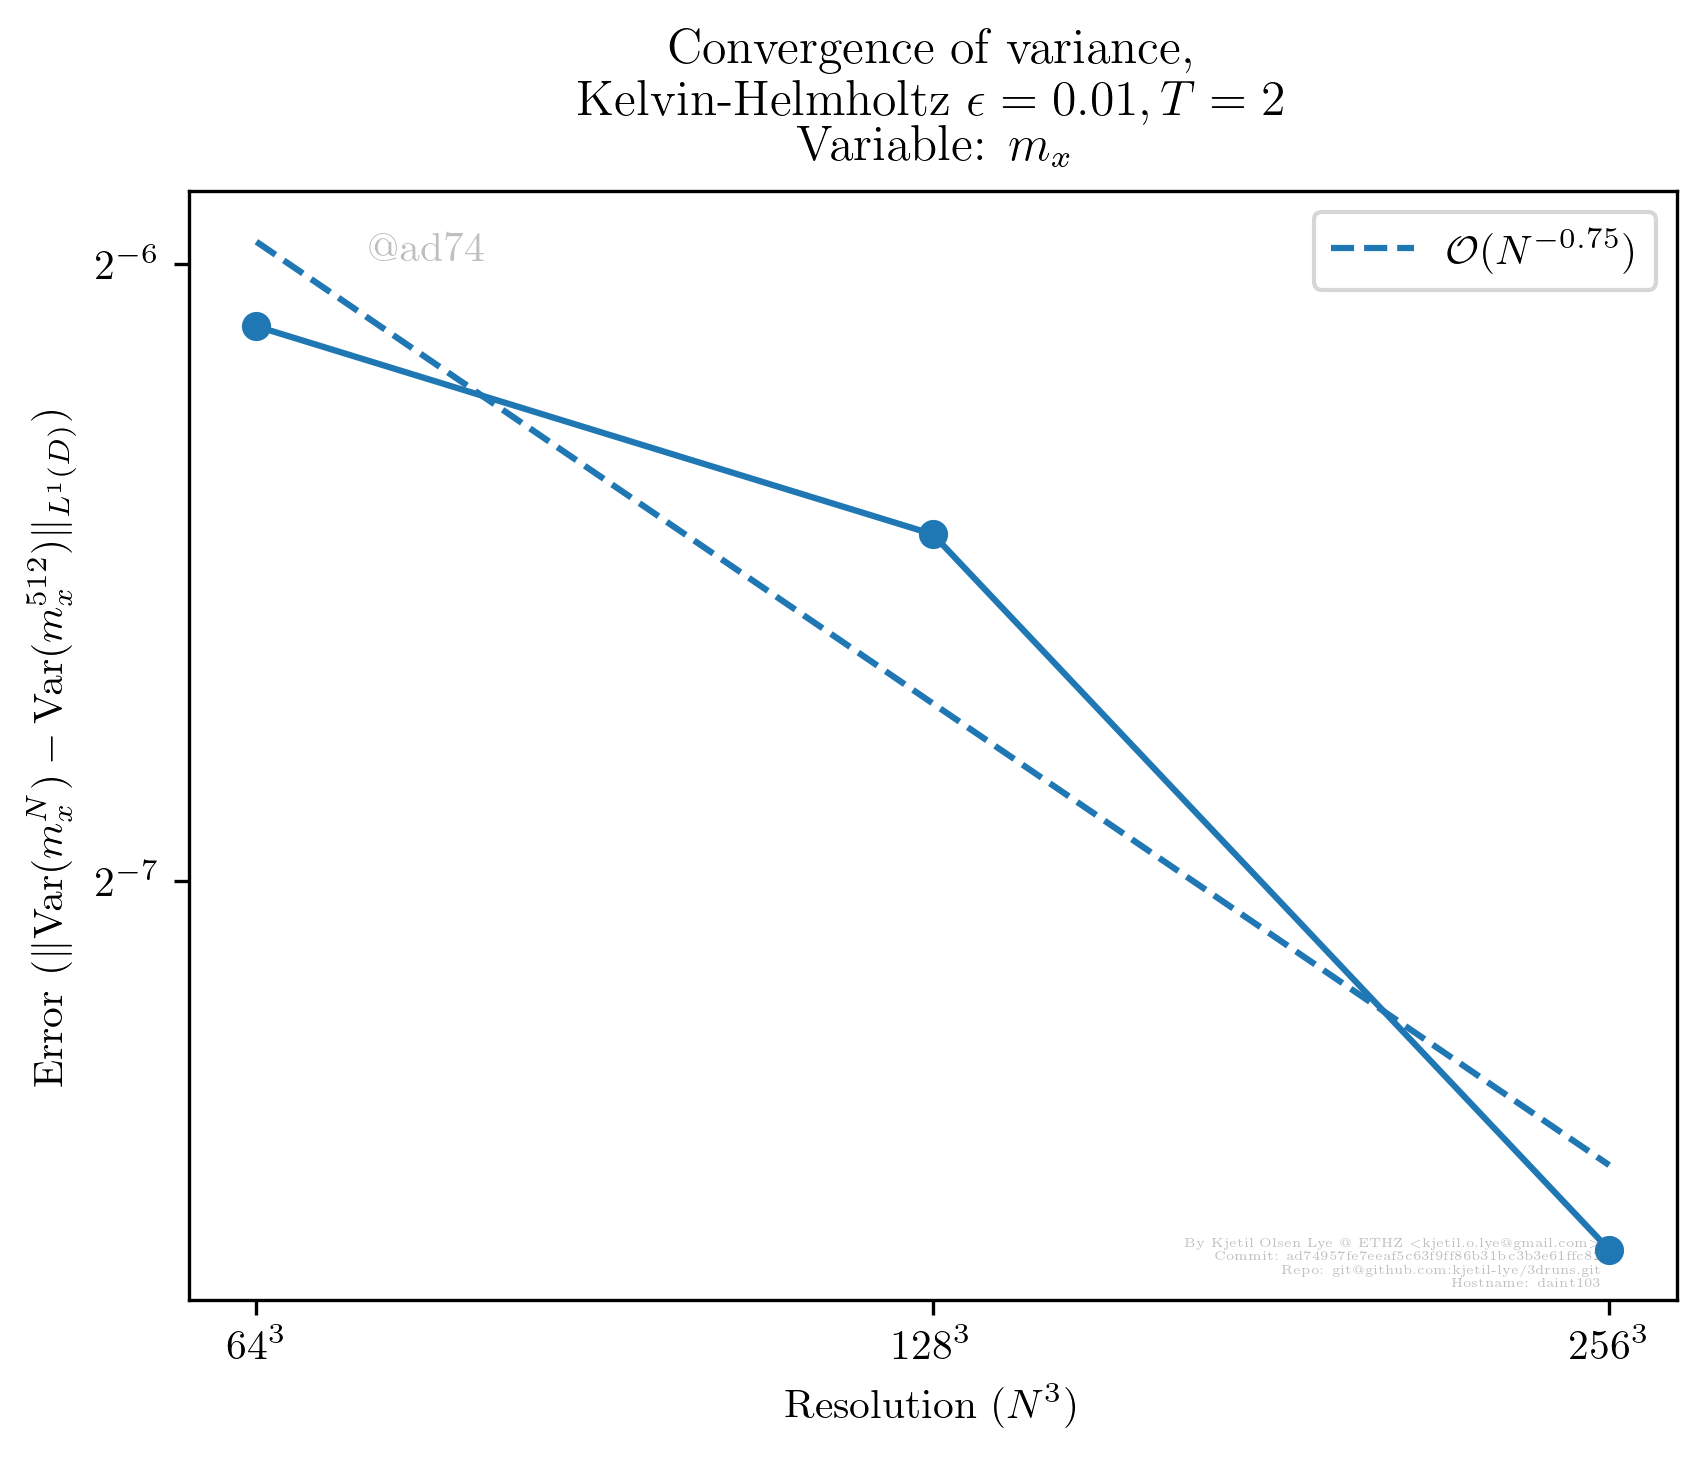 Convergence of variance,
Kelvin-Helmholtz ϵ = 0.01, T = 2
Variable: m_x
@ad74
𝒪(N^{-0.75})
2^{-6}
2^{-7}
Error (||Var(m_x^N) − Var(m_x^{512})||_{L^1(D)})
By Kjetil Olsen Lye @ ETHZ <kjetil.o.lye@gmail.com>
Commit:
Repo: git@github.com:kjetil-lye/3druns.git
Hostname: daint103
64^3
128^3
256^3
Resolution (N^3)